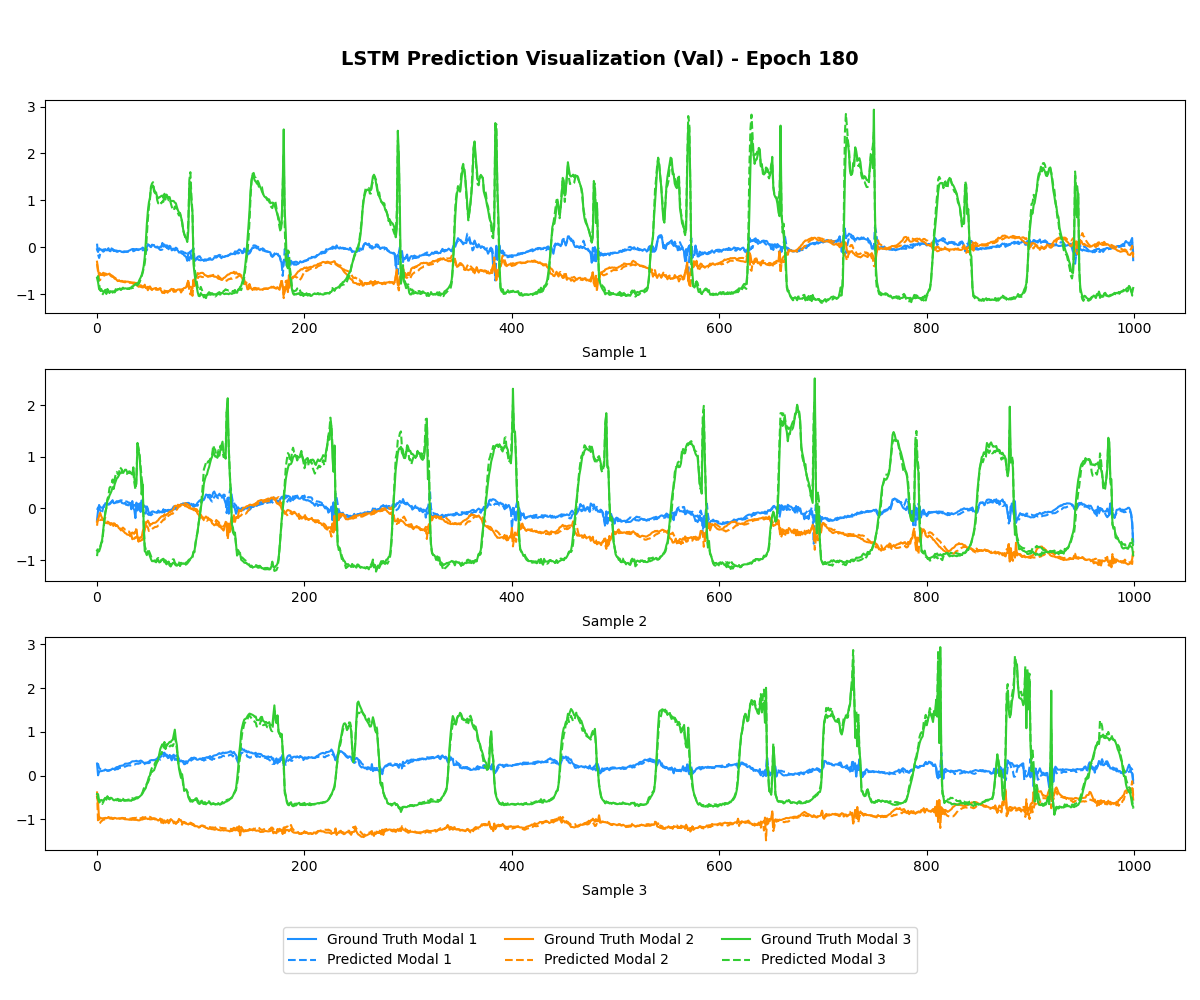 LSTM Prediction Visualization (Val) - Epoch 180
3
2
1
0
−1
0 200 400 600 800 1000
Sample 1
2
1
0
−1
0 200 400 600 800 1000
Sample 2
3
2
1
0
−1
0 200 400 600 800 1000
Sample 3
Ground Truth Modal 1 Ground Truth Modal 2 Ground Truth Modal 3
Predicted Modal 1 Predicted Modal 2 Predicted Modal 3